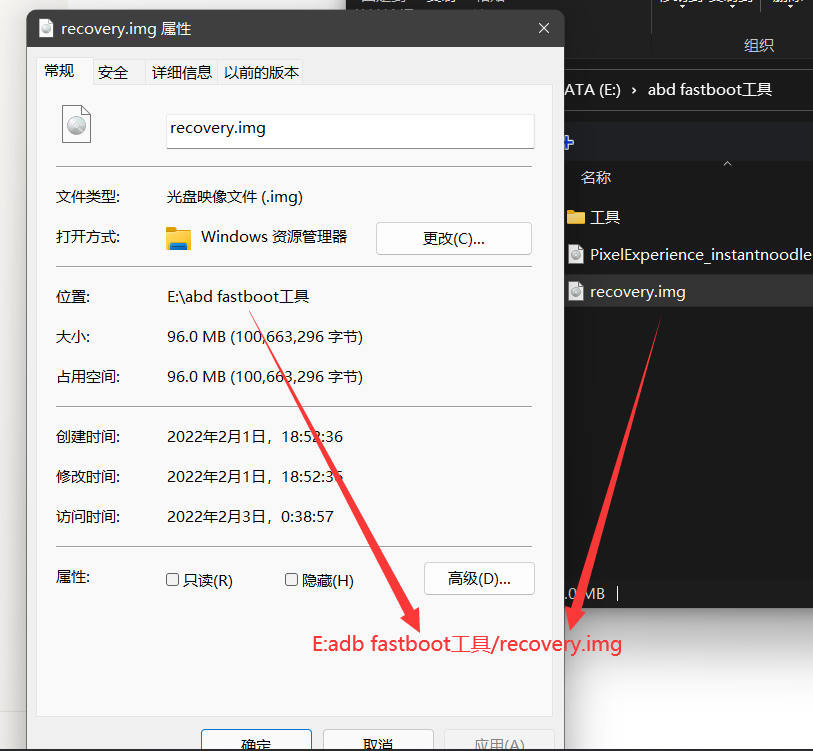 recovery.img 属性
常规
安全
详细信息
以前的版本
recovery.img
文件类型:
光盘映像文件 (.img)
打开方式:
Windows 资源管理器
更改(C)...
位置:
E:\abd fastboot工具
大小:
96.0 MB (100,663,296 字节)
占用空间:
96.0 MB (100,663,296 字节)
创建时间:
2022年2月1日，18:52:36
修改时间:
2022年2月1日，18:52:36
访问时间:
2022年2月3日，0:38:57
属性:
只读(R)
隐藏(H)
高级(D)...
E:adb fastboot工具/recovery.img
确定
取消
应用(A)
组织
ATA (E:) › abd fastboot工具
名称
工具
PixelExperience_instantnoodle
recovery.img
.0 MB